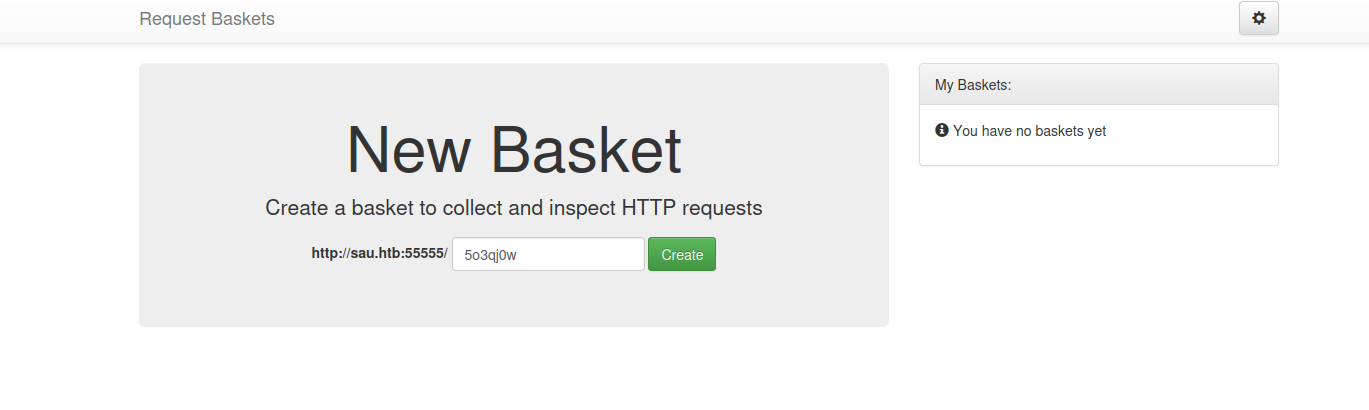 Request Baskets
New Basket
Create a basket to collect and inspect HTTP requests
http://sau.htb:55555/ 5o3qj0w Create
My Baskets:
You have no baskets yet